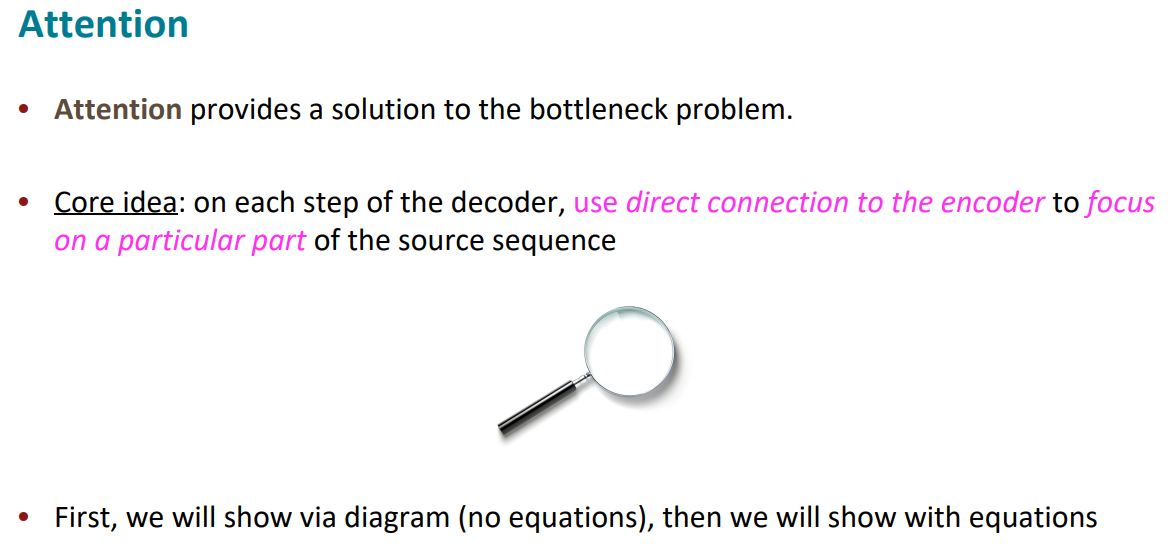 Attention
• Attention provides a solution to the bottleneck problem.
• Core idea: on each step of the decoder, use direct connection to the encoder to focus
on a particular part of the source sequence
• First, we will show via diagram (no equations), then we will show with equations